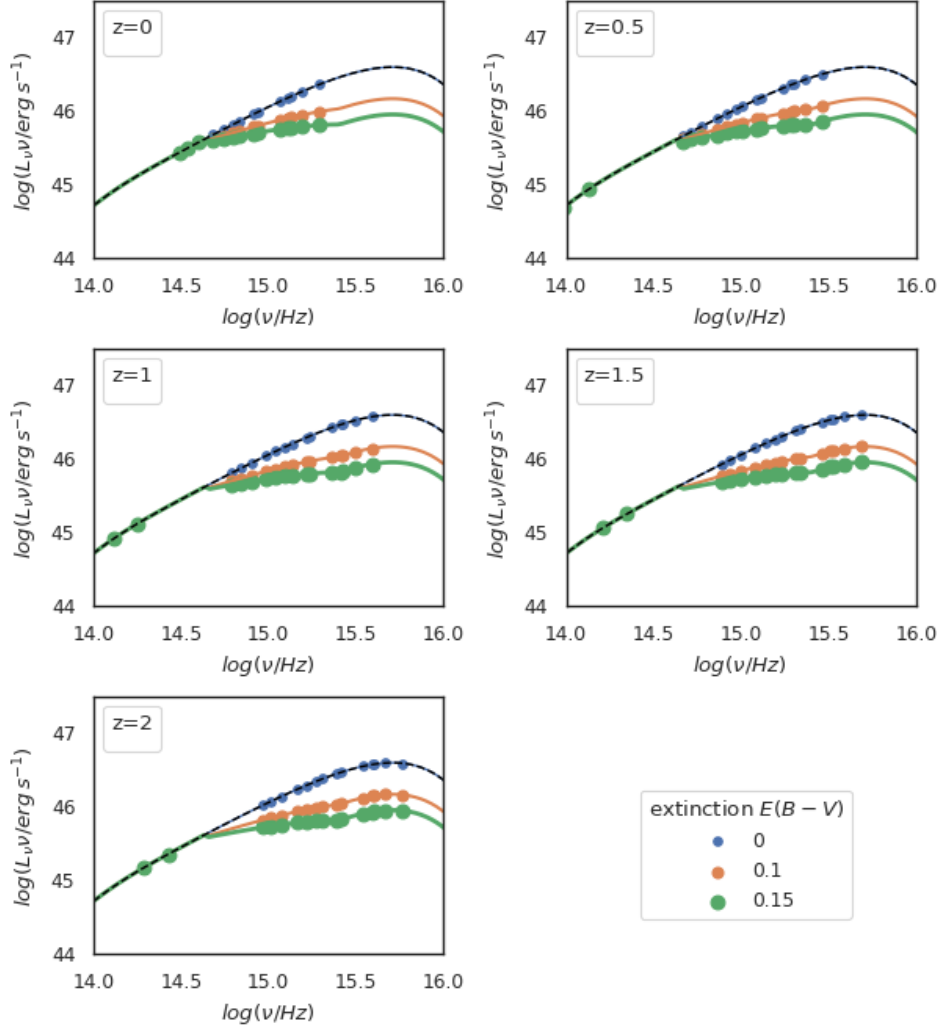 z=0
47
46
45
44
log(L_νν/erg s⁻¹)
14.0 14.5 15.0 15.5 16.0
log(ν/Hz)
z=0.5
47
46
45
44
log(L_νν/erg s⁻¹)
14.0 14.5 15.0 15.5 16.0
log(ν/Hz)
z=1
47
46
45
44
log(L_νν/erg s⁻¹)
14.0 14.5 15.0 15.5 16.0
log(ν/Hz)
z=1.5
47
46
45
44
log(L_νν/erg s⁻¹)
14.0 14.5 15.0 15.5 16.0
log(ν/Hz)
z=2
47
46
45
44
log(L_νν/erg s⁻¹)
14.0 14.5 15.0 15.5 16.0
log(ν/Hz)
extinction E(B − V)
0
0.1
0.15